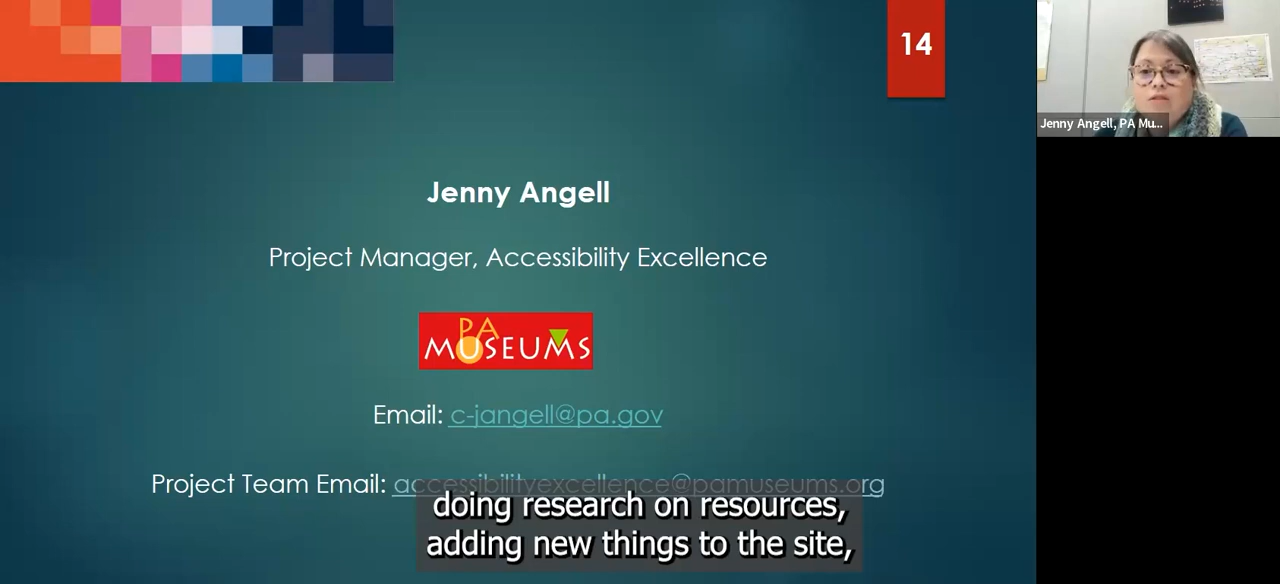 14
Jenny Angell, PA Mu...
Jenny Angell
Project Manager, Accessibility Excellence
PA
MUSEUMS
Email: c-jangell@pa.gov
Project Team Email: accessibilityexcellence@pamuseums.org
doing research on resources,
adding new things to the site,